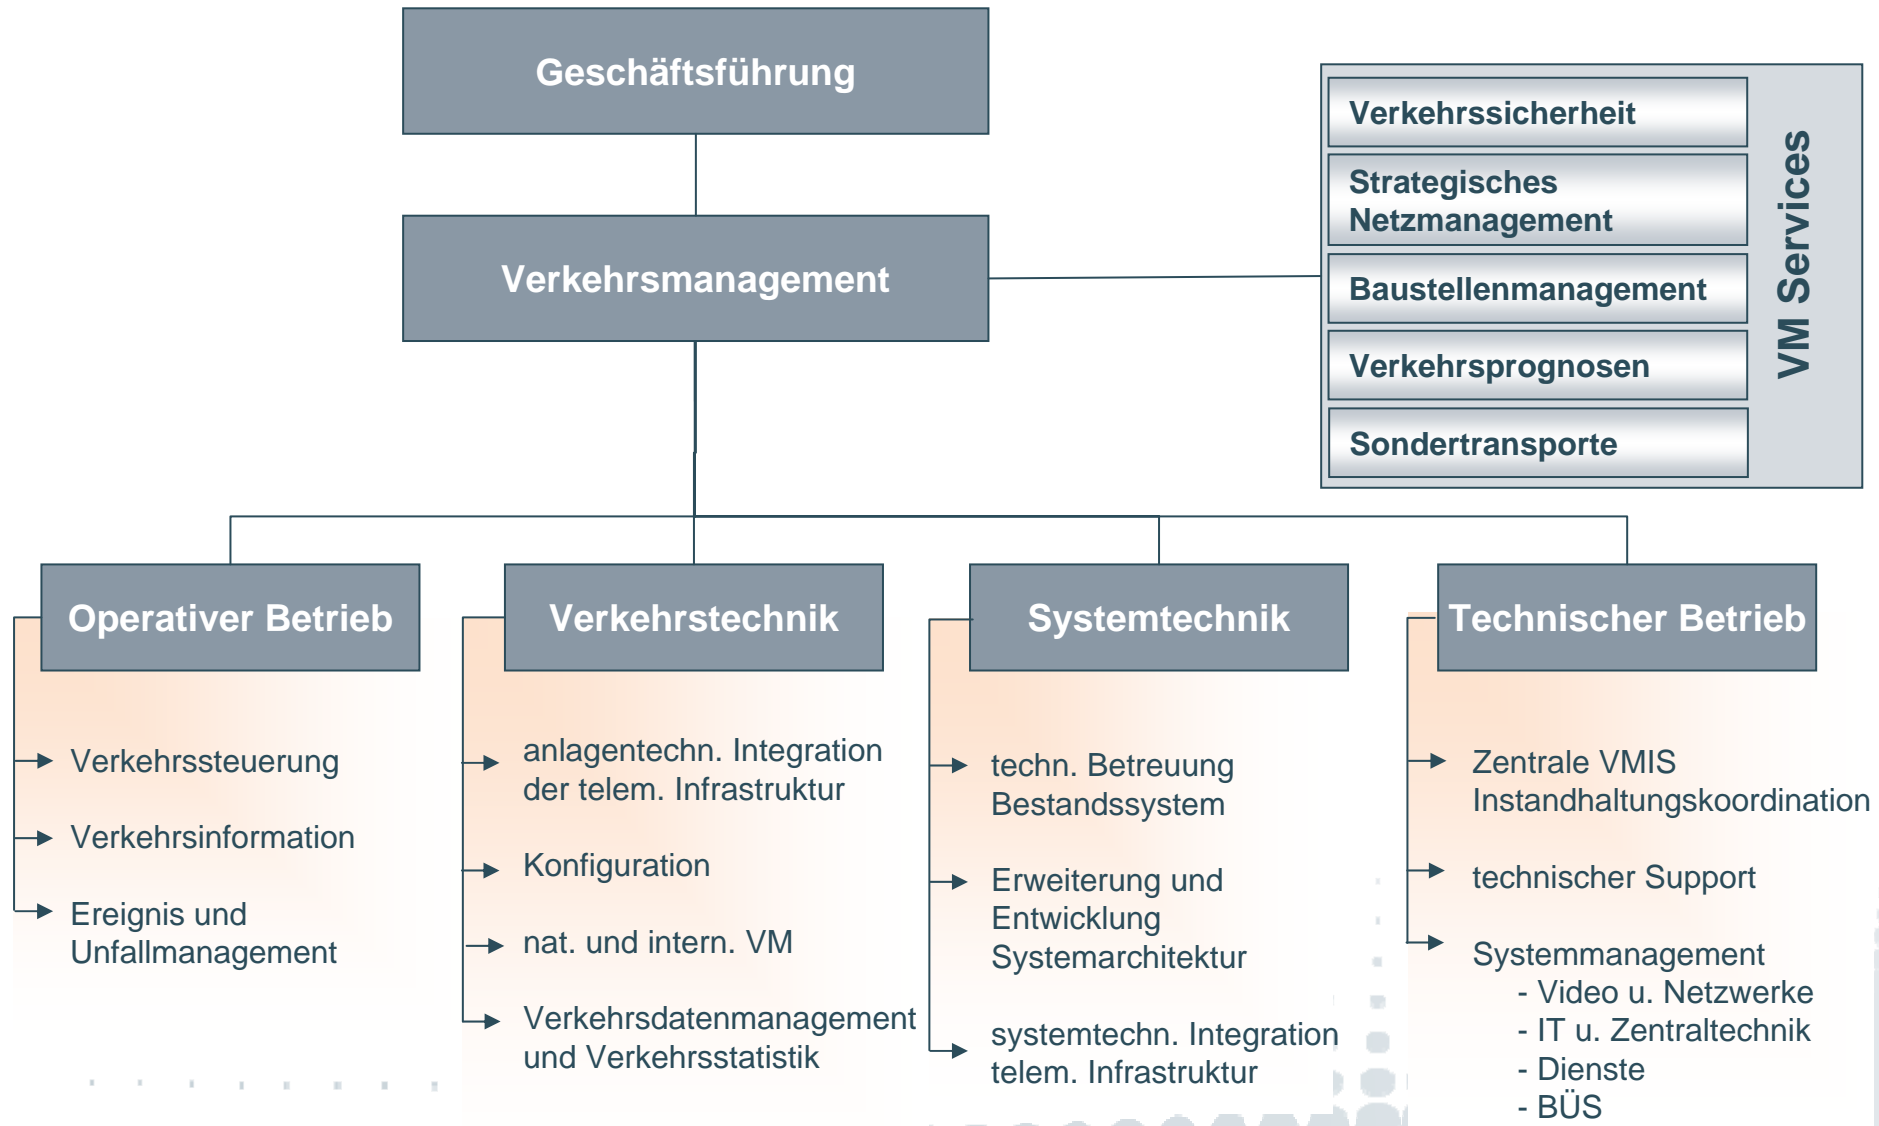 Geschäftsführung
Verkehrsmanagement
Verkehrssicherheit
Strategisches
Netzmanagement
Baustellenmanagement
Verkehrsprognosen
Sondertransporte
VM Services
Operativer Betrieb
Verkehrssteuerung
Verkehrsinformation
Ereignis und
Unfallmanagement
Verkehrstechnik
anlagentechn. Integration
der telem. Infrastruktur
Konfiguration
nat. und intern. VM
Verkehrsdatenmanagement
und Verkehrsstatistik
Systemtechnik
techn. Betreuung
Bestandssystem
Erweiterung und
Entwicklung
Systemarchitektur
systemtechn. Integration
telem. Infrastruktur
Technischer Betrieb
Zentrale VMIS
Instandhaltungskoordination
technischer Support
Systemmanagement
- Video u. Netzwerke
- IT u. Zentraltechnik
- Dienste
- BÜS